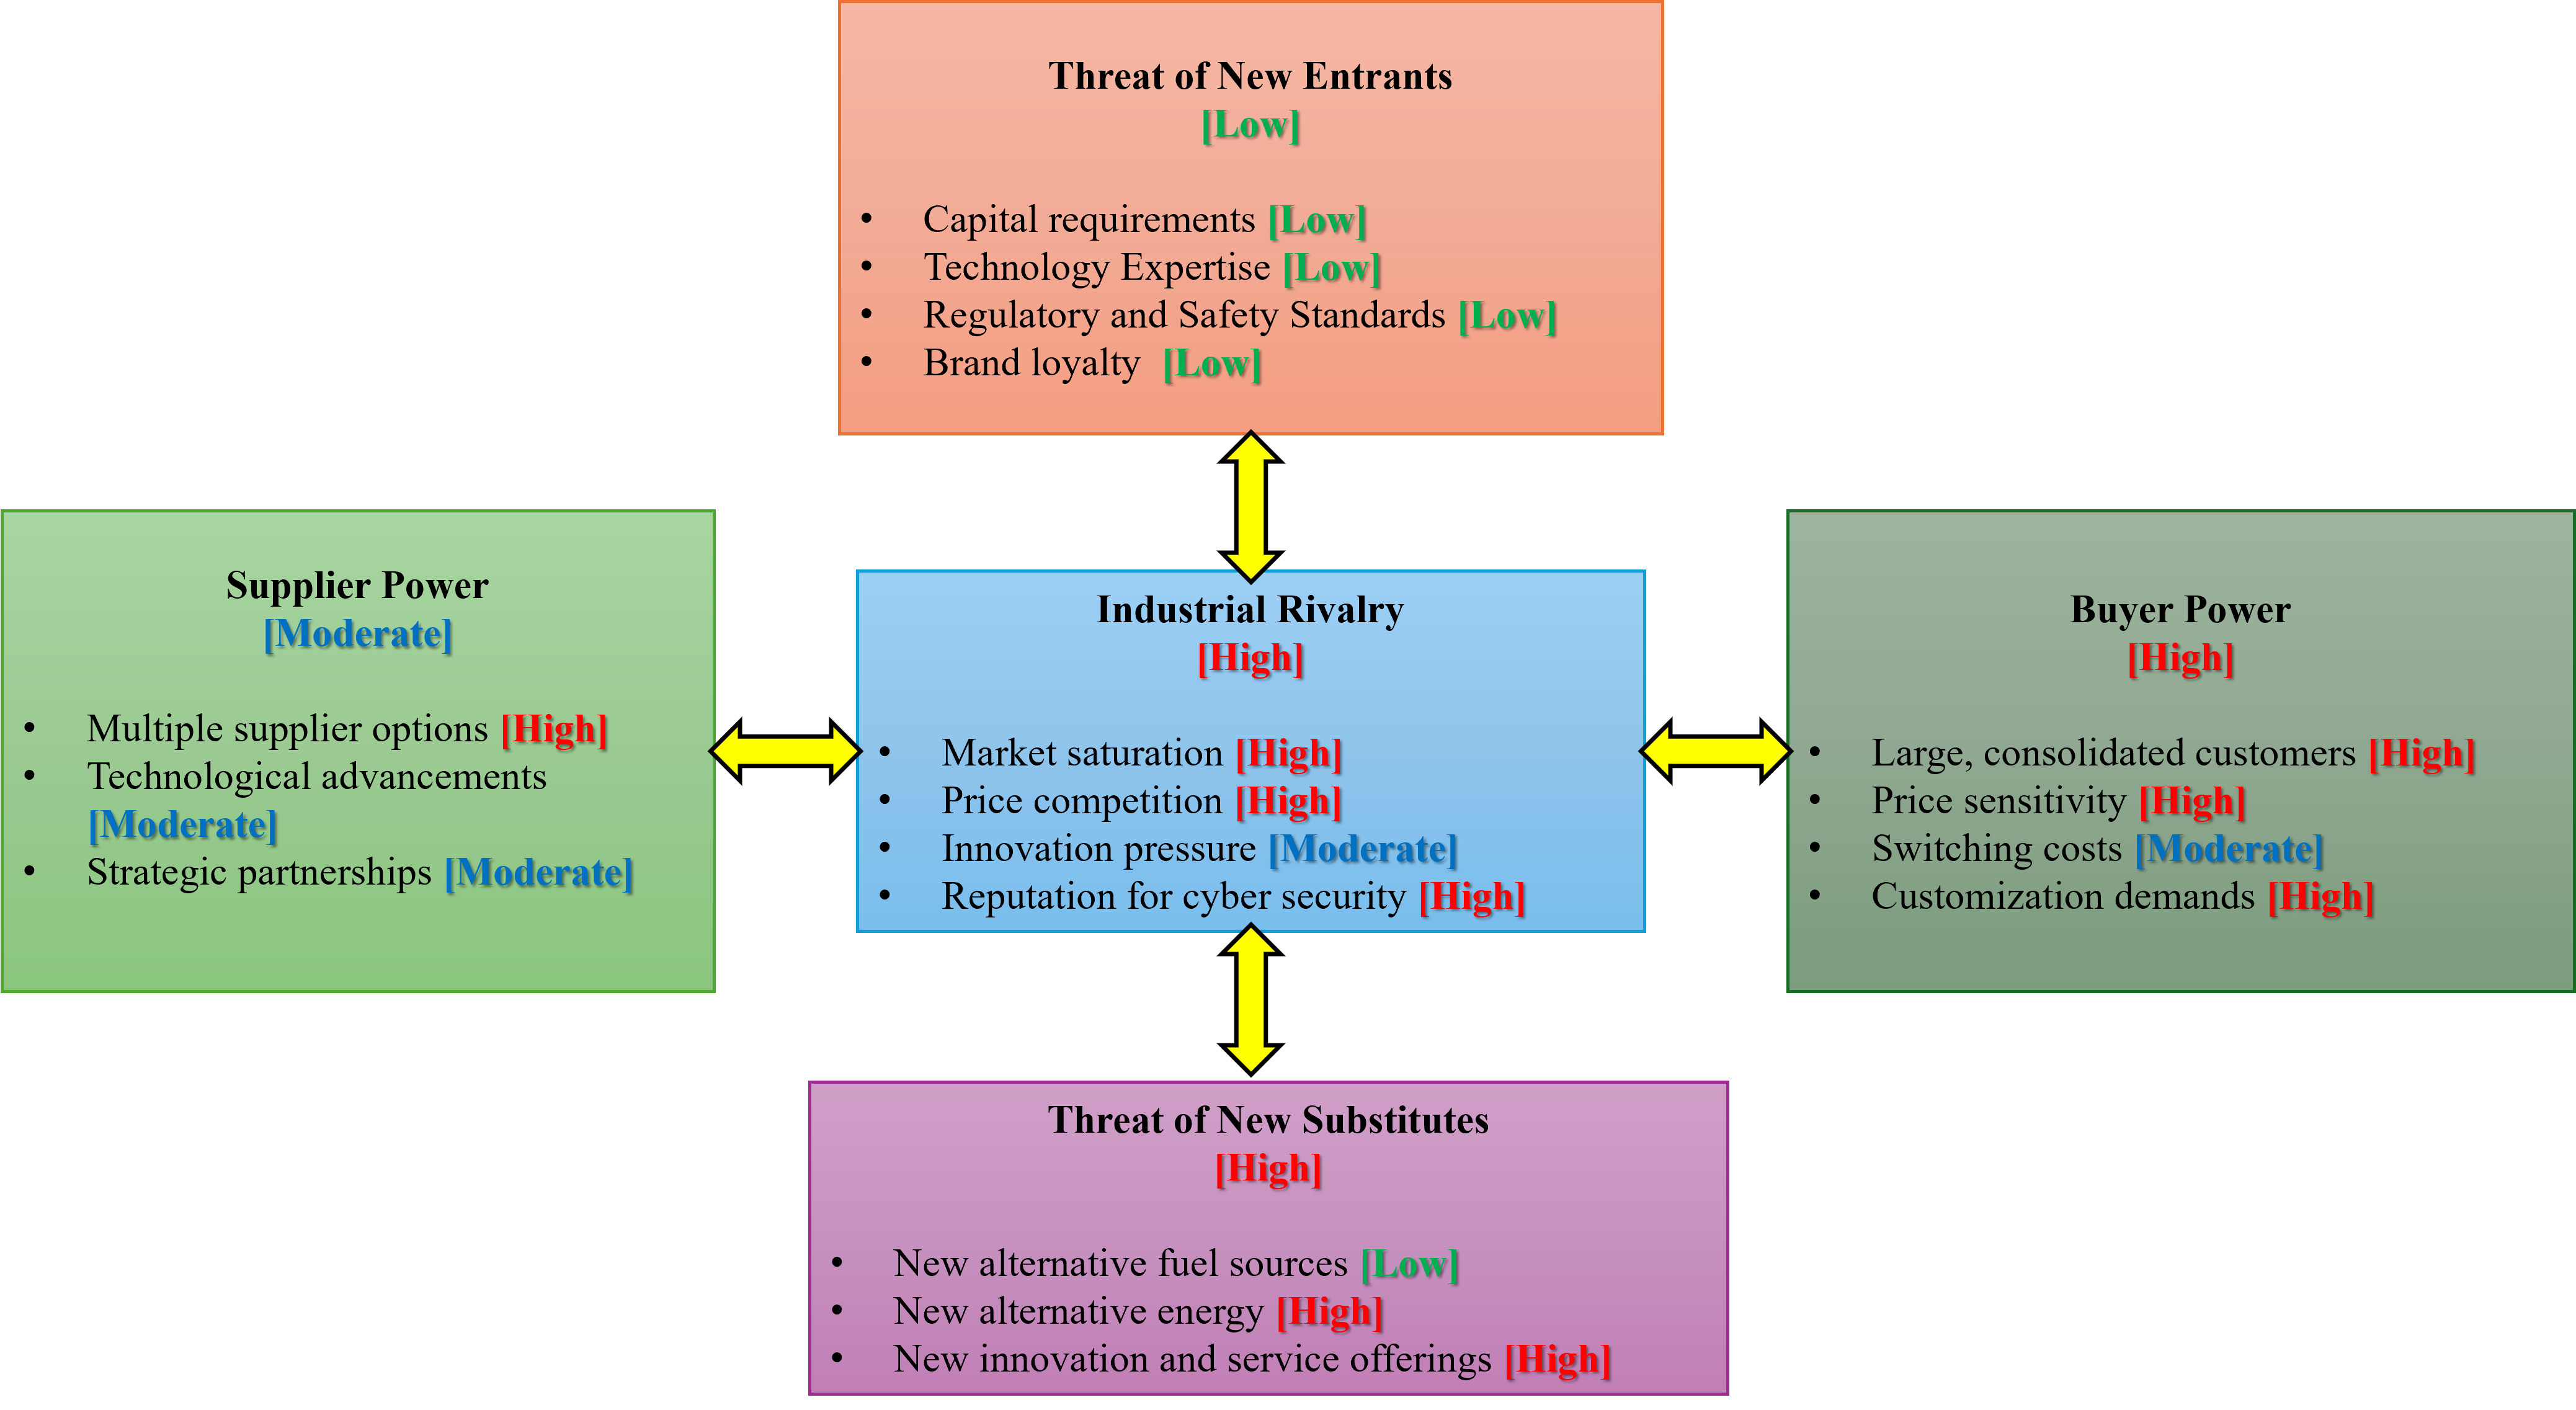 Threat of New Entrants
[Low]
• Capital requirements [Low]
• Technology Expertise [Low]
• Regulatory and Safety Standards [Low]
• Brand loyalty [Low]
Supplier Power
[Moderate]
• Multiple supplier options [High]
• Technological advancements
[Moderate]
• Strategic partnerships [Moderate]
Industrial Rivalry
[High]
• Market saturation [High]
• Price competition [High]
• Innovation pressure [Moderate]
• Reputation for cyber security [High]
Buyer Power
[High]
• Large, consolidated customers [High]
• Price sensitivity [High]
• Switching costs [Moderate]
• Customization demands [High]
Threat of New Substitutes
[High]
• New alternative fuel sources [Low]
• New alternative energy [High]
• New innovation and service offerings [High]